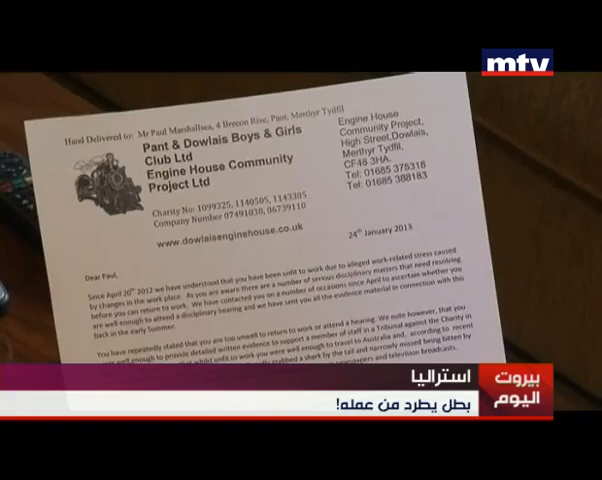 mtv
Hand Delivered to: Mr Paul Marshallsea, 4 Brecon Rise, Pant, Merthyr Tydfil
Pant & Dowlais Boys & Girls
Club Ltd
Engine House Community
Project Ltd
Charity No: 1099325, 1140505, 1143305
Company Number 07491038, 06739110
www.dowlaisenginehouse.co.uk
Engine House
Community Project,
High Street,Dowlais,
Merthyr Tydfil,
CF48 3HA.
Tel: 01685 375318
Tel: 01685 388183
24th January 2013
Dear Paul,
Since April 20th 2012 we have understood that you have been unfit to work due to alleged work-related stress caused
by changes in the work place. As you are aware there are a number of serious disciplinary matters that need resolving
before you can return to work. We have contacted you on a number of occasions since April to ascertain whether you
are well enough to attend a disciplinary hearing and we have sent you all the evidence material in connection with this
back in the early Summer.
You have repeatedly stated that you are too unwell to return to work or attend a hearing. We note however, that you
well enough to provide detailed written evidence to support a member of staff in a Tribunal against the Charity in
whilst unfit to work you were well enough to travel to Australia and, according to recent
grabbed a shark by the tail and narrowly missed being bitten by
newspapers and television broadcasts.
استراليا
بطل يطرد من عمله!
بيروت
اليوم